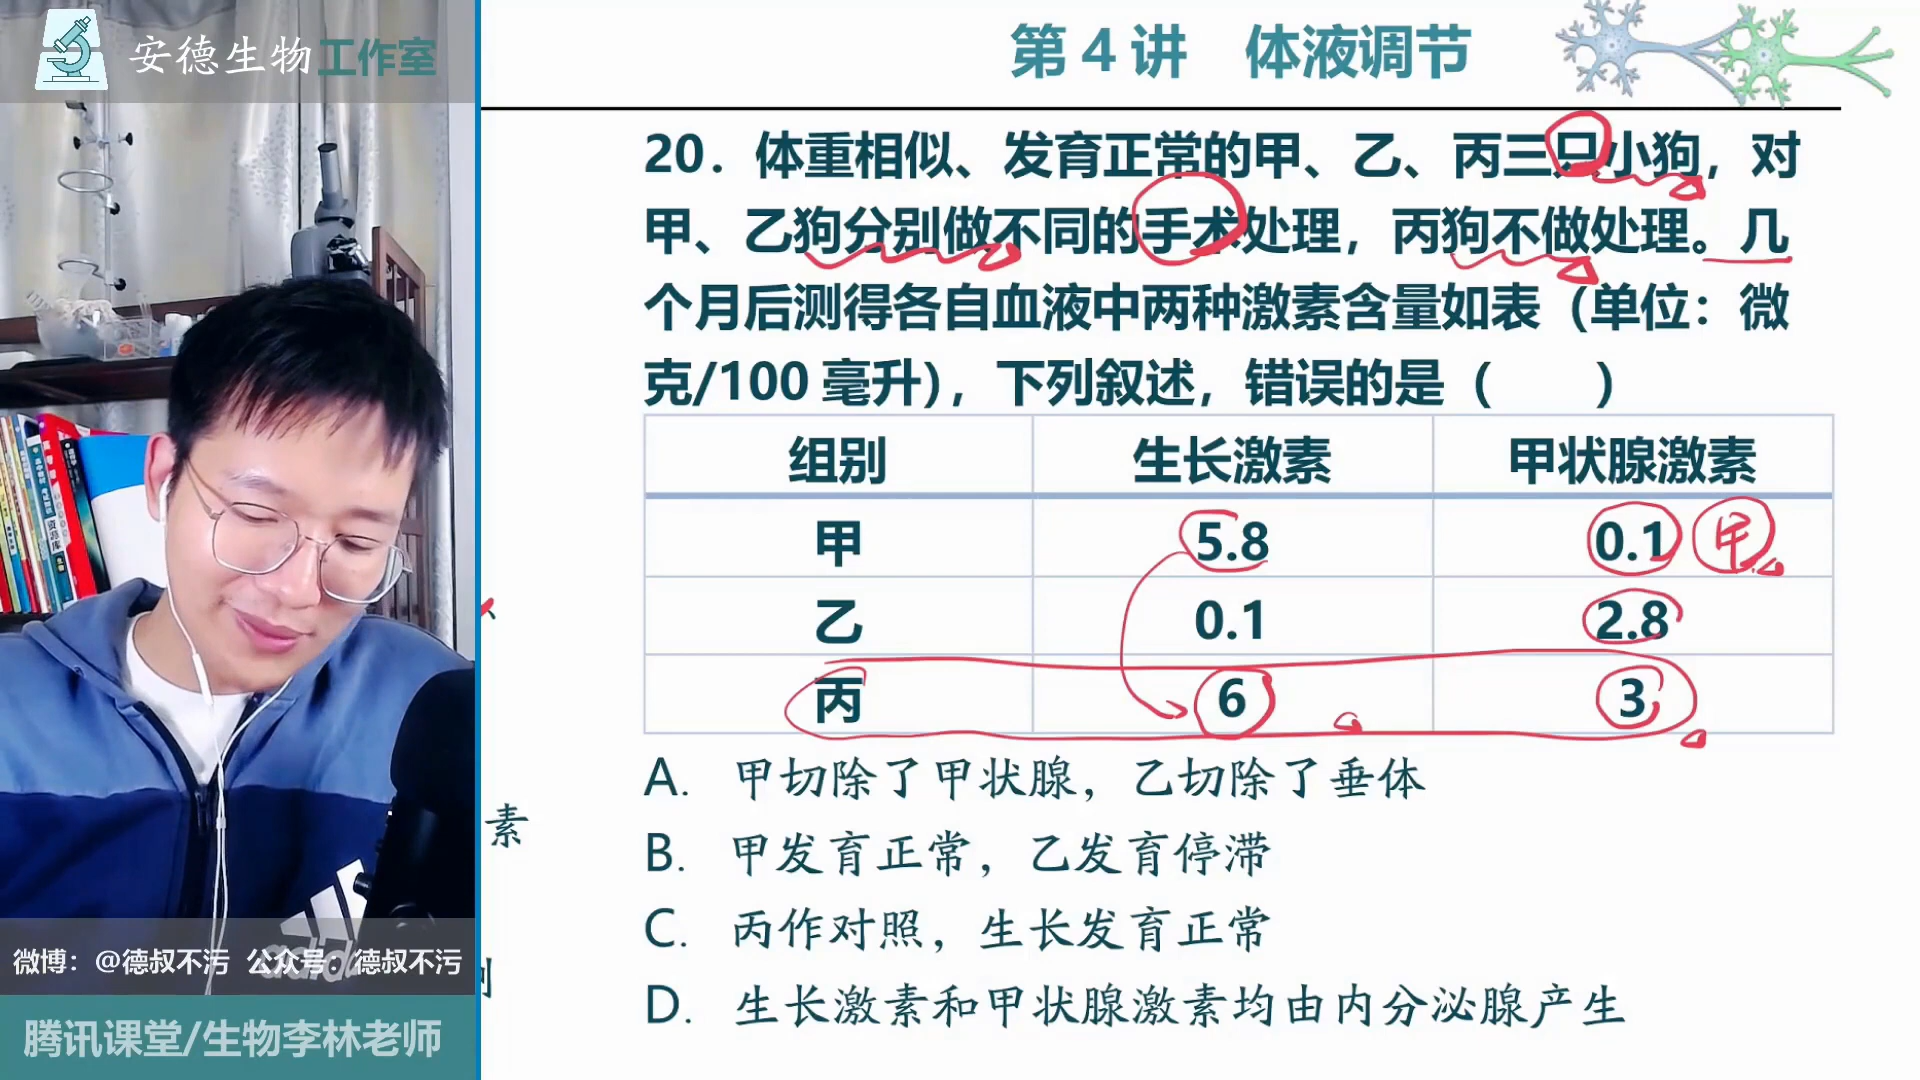 安德生物工作室
第4讲 体液调节
20. 体重相似、发育正常的甲、乙、丙三只小狗，对
甲、乙狗分别做不同的手术处理，丙狗不做处理。几
个月后测得各自血液中两种激素含量如表（单位：微
克/100 毫升），下列叙述，错误的是（　　）
组别 生长激素 甲状腺激素
甲 5.8 0.1 甲
乙 0.1 2.8
丙 6 3
A. 甲切除了甲状腺，乙切除了垂体
B. 甲发育正常，乙发育停滞
C. 丙作对照，生长发育正常
D. 生长激素和甲状腺激素均由内分泌腺产生
素
微博：@德叔不污 公众号：德叔不污
腾讯课堂/生物李林老师